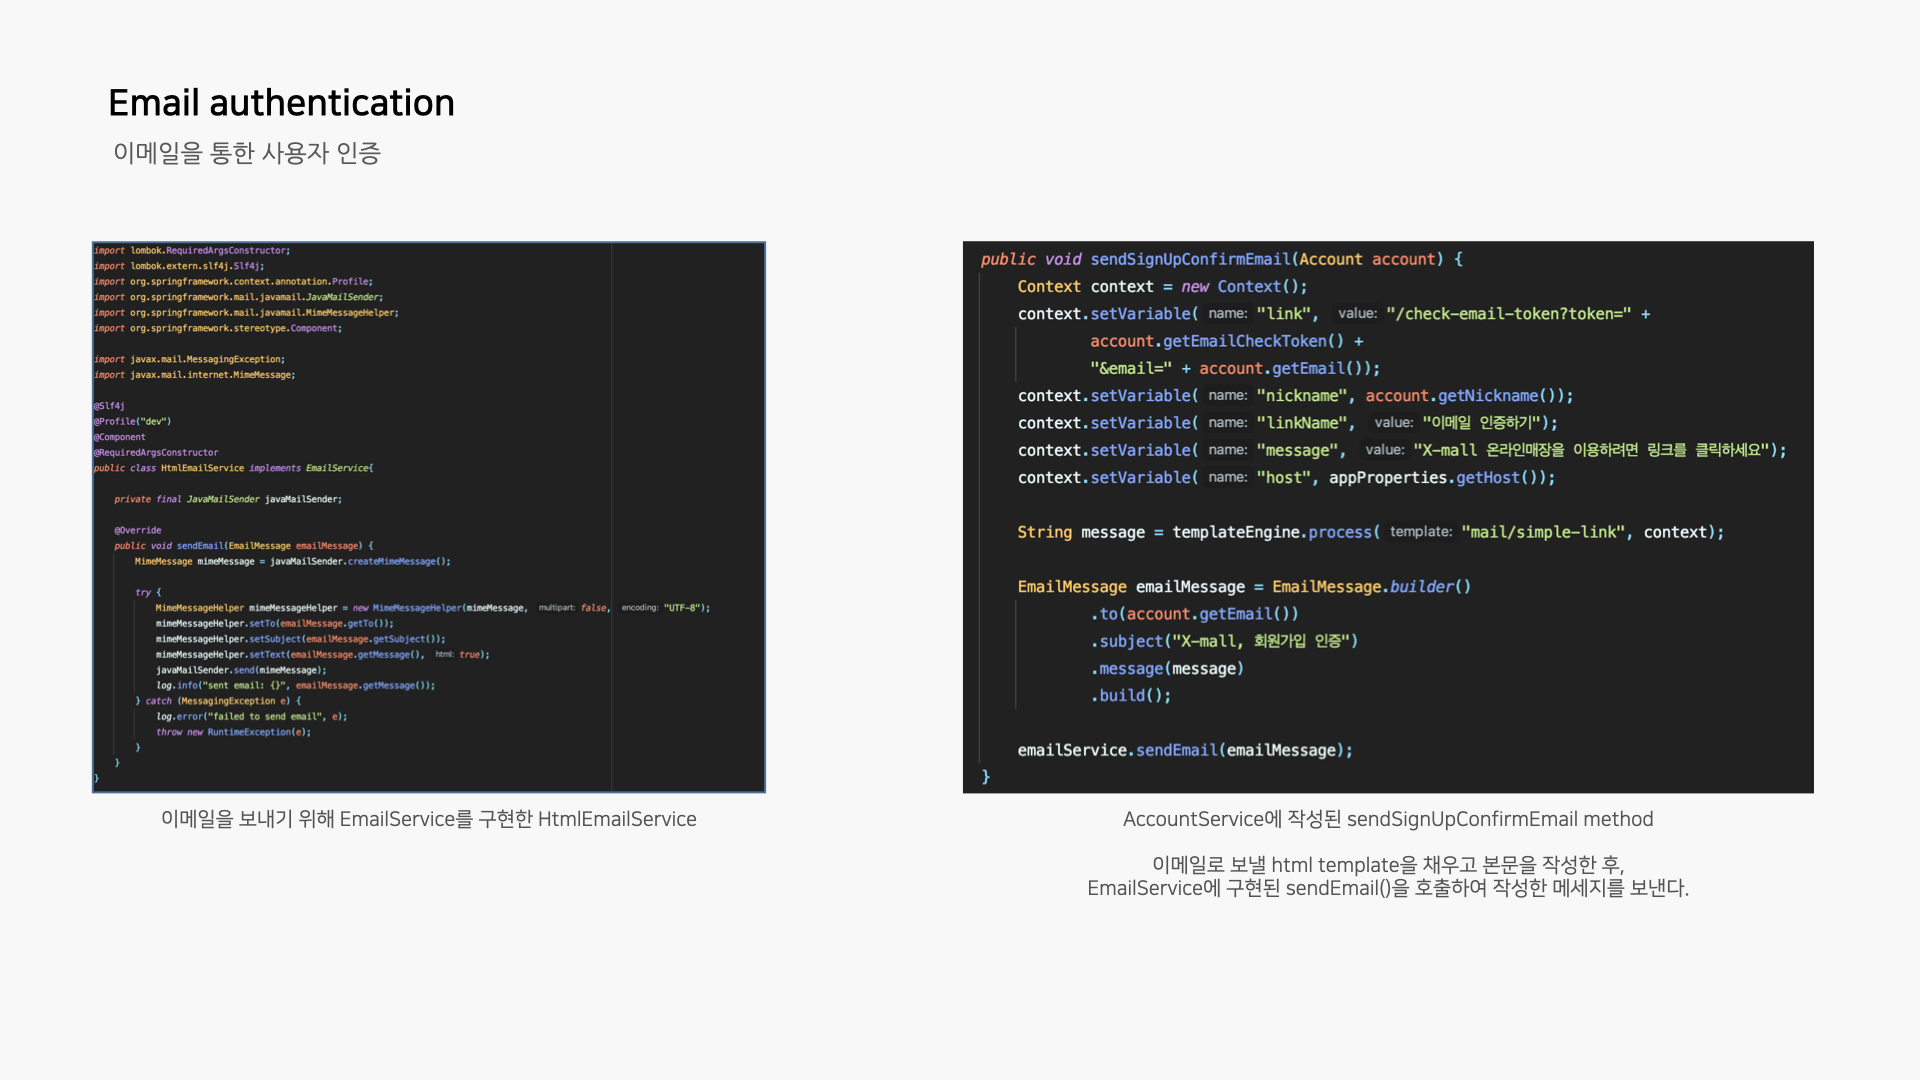 Email authentication
이메일을 통한 사용자 인증
import lombok.RequiredArgsConstructor;
import lombok.extern.slf4j.Slf4j;
import org.springframework.context.annotation.Profile;
import org.springframework.mail.javamail.JavaMailSender;
import org.springframework.mail.javamail.MimeMessageHelper;
import org.springframework.stereotype.Component;
import javax.mail.MessagingException;
import javax.mail.internet.MimeMessage;
@Slf4j
@Profile("dev")
@Component
@RequiredArgsConstructor
public class HtmlEmailService implements EmailService{
private final JavaMailSender javaMailSender;
@Override
public void sendEmail(EmailMessage emailMessage) {
MimeMessage mimeMessage = javaMailSender.createMimeMessage();
try {
MimeMessageHelper mimeMessageHelper = new MimeMessageHelper(mimeMessage, multipart: false, encoding: "UTF-8");
mimeMessageHelper.setTo(emailMessage.getTo());
mimeMessageHelper.setSubject(emailMessage.getSubject());
mimeMessageHelper.setText(emailMessage.getMessage(), html: true);
javaMailSender.send(mimeMessage);
log.info("sent email: {}", emailMessage.getMessage());
} catch (MessagingException e) {
log.error("failed to send email", e);
throw new RuntimeException(e);
}
}
}
이메일을 보내기 위해 EmailService를 구현한 HtmlEmailService
public void sendSignUpConfirmEmail(Account account) {
Context context = new Context();
context.setVariable( name: "link", value: "/check-email-token?token=" +
account.getEmailCheckToken() +
"&email=" + account.getEmail());
context.setVariable( name: "nickname", account.getNickname());
context.setVariable( name: "linkName", value: "이메일 인증하기");
context.setVariable( name: "message", value: "X-mall 온라인매장을 이용하려면 링크를 클릭하세요");
context.setVariable( name: "host", appProperties.getHost());
String message = templateEngine.process( template: "mail/simple-link", context);
EmailMessage emailMessage = EmailMessage.builder()
.to(account.getEmail())
.subject("X-mall, 회원가입 인증")
.message(message)
.build();
emailService.sendEmail(emailMessage);
}
AccountService에 작성된 sendSignUpConfirmEmail method
이메일로 보낼 html template을 채우고 본문을 작성한 후,
EmailService에 구현된 sendEmail()을 호출하여 작성한 메세지를 보낸다.